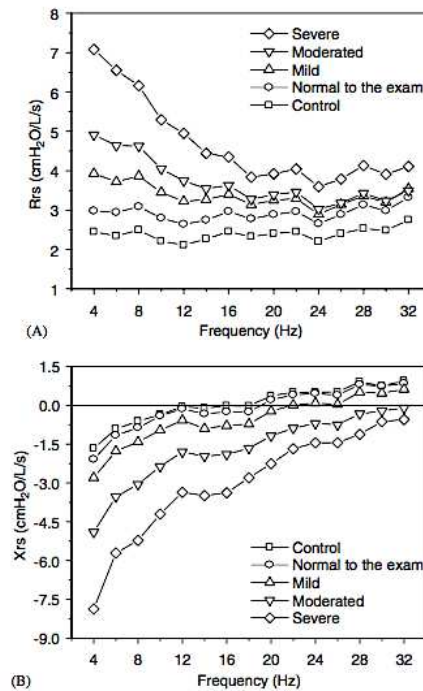 8
7
6
5
4
3
2
1
Rrs (cmH₂O/L/s)
Severe
Moderated
Mild
Normal to the exam
Control
4 8 12 16 20 24 28 32
Frequency (Hz)
(A)
1.5
0.0
-1.5
-3.0
-4.5
-6.0
-7.5
-9.0
Xrs (cmH₂O/L/s)
Control
Normal to the exam
Mild
Moderated
Severe
4 8 12 16 20 24 28 32
Frequency (Hz)
(B)